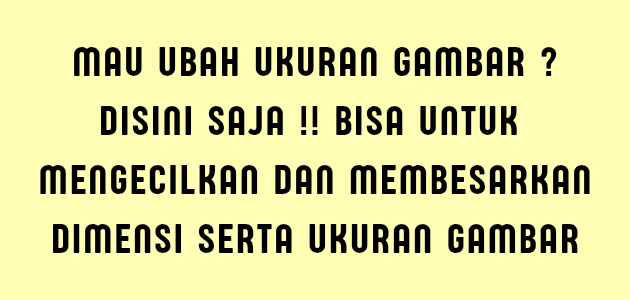 MAU UBAH UKURAN GAMBAR ?
DISINI SAJA !! BISA UNTUK
MENGECILKAN DAN MEMBESARKAN
DIMENSI SERTA UKURAN GAMBAR